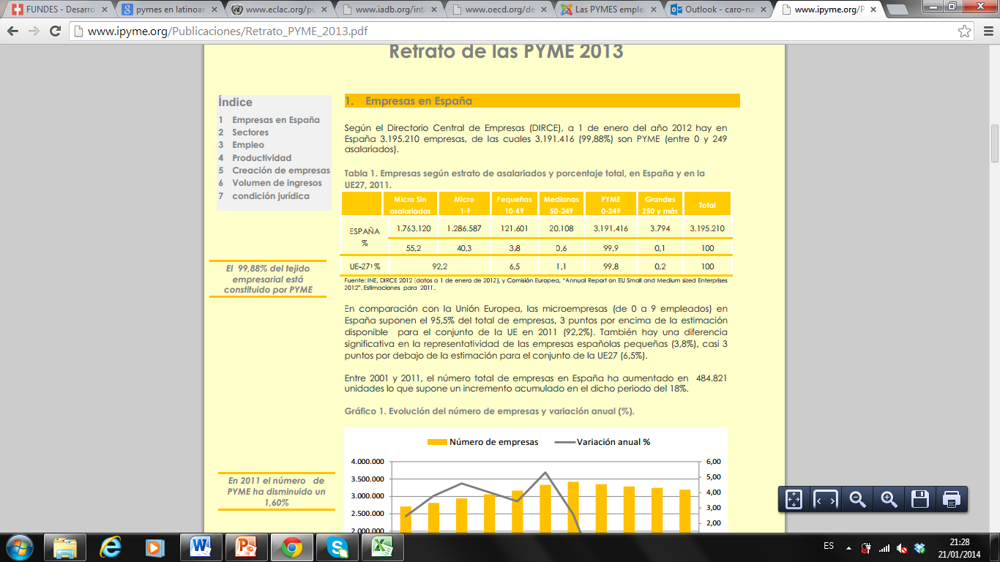 FUNDES - Desarro
pymes en latinoar
www.eclac.org/pu
www.iadb.org/int
www.oecd.org/de
Las PYMES emple
Outlook - caro-na
www.ipyme.org/P
www.ipyme.org/Publicaciones/Retrato_PYME_2013.pdf
Retrato de las PYME 2013
Índice
1 Empresas en España
2 Sectores
3 Empleo
4 Productividad
5 Creación de empresas
6 Volumen de ingresos
7 condición jurídica
El 99,88% del tejido
empresarial está
constituido por PYME
En 2011 el número de
PYME ha disminuido un
1,60%
1. Empresas en España
Según el Directorio Central de Empresas (DIRCE), a 1 de enero del año 2012 hay en
España 3.195.210 empresas, de las cuales 3.191.416 (99,88%) son PYME (entre 0 y 249
asalariados).
Tabla 1. Empresas según estrato de asalariados y porcentaje total, en España y en la
UE27, 2011.
Micro Sin asalariados Micro 1-9 Pequeñas 10-49 Medianas 50-249 PYME 0-249 Grandes 250 y más Total
ESPAÑA 1.763.120 1.286.587 121.601 20.108 3.191.416 3.794 3.195.210
% 55,2 40,3 3,8 0,6 99,9 0,1 100
UE-27¹% 92,2 6,5 1,1 99,8 0,2 100
Fuente: INE, DIRCE 2012 (datos a 1 de enero de 2012), y Comisión Europea, "Annual Report on EU Small and Medium sized Enterprises
2012". Estimaciones para 2011.
En comparación con la Unión Europea, las microempresas (de 0 a 9 empleados) en
España suponen el 95,5% del total de empresas, 3 puntos por encima de la estimación
disponible para el conjunto de la UE en 2011 (92,2%). También hay una diferencia
significativa en la representatividad de las empresas españolas pequeñas (3,8%), casi 3
puntos por debajo de la estimación para el conjunto de la UE27 (6,5%).
Entre 2001 y 2011, el número total de empresas en España ha aumentado en 484.821
unidades lo que supone un incremento acumulado en el dicho periodo del 18%.
Gráfico 1. Evolución del número de empresas y variación anual (%).
Número de empresas Variación anual %
4.000.000
3.500.000
3.000.000
2.500.000
2.000.000
6,00
5,00
4,00
3,00
2,00
ES
21:28
21/01/2014